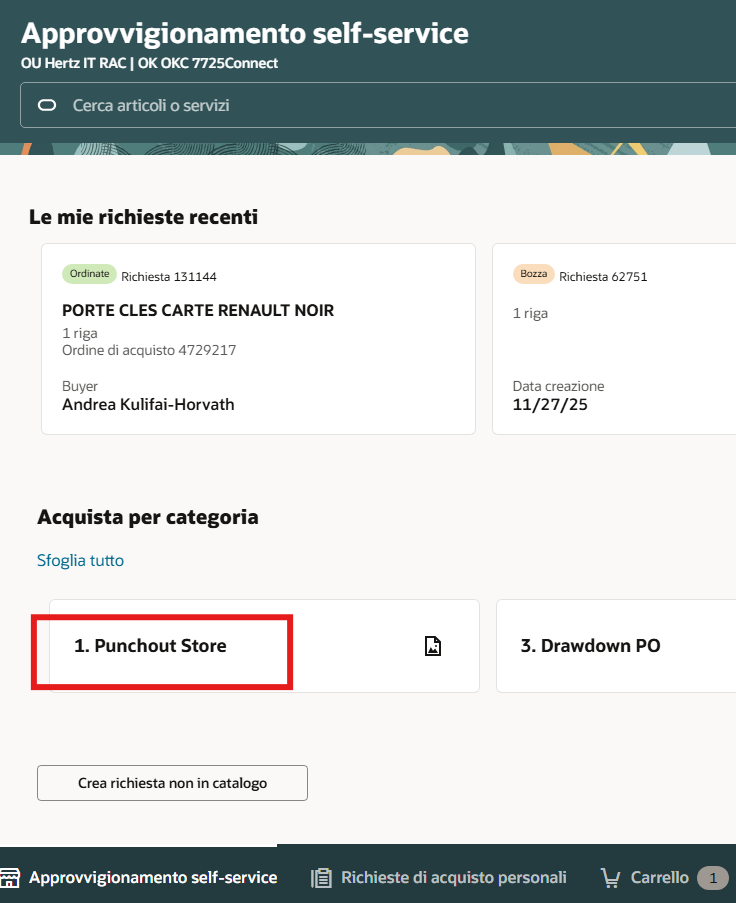 Approvvigionamento self-service
OU Hertz IT RAC | OK OKC 7725Connect
Cerca articoli o servizi
Le mie richieste recenti
Ordinate Richiesta 131144
PORTE CLES CARTE RENAULT NOIR
1 riga
Ordine di acquisto 4729217
Buyer
Andrea Kulifai-Horvath
Bozza Richiesta 62751
1 riga
Data creazione
11/27/25
Acquista per categoria
Sfoglia tutto
1. Punchout Store
3. Drawdown PO
Crea richiesta non in catalogo
Approvvigionamento self-service
Richieste di acquisto personali
Carrello 1